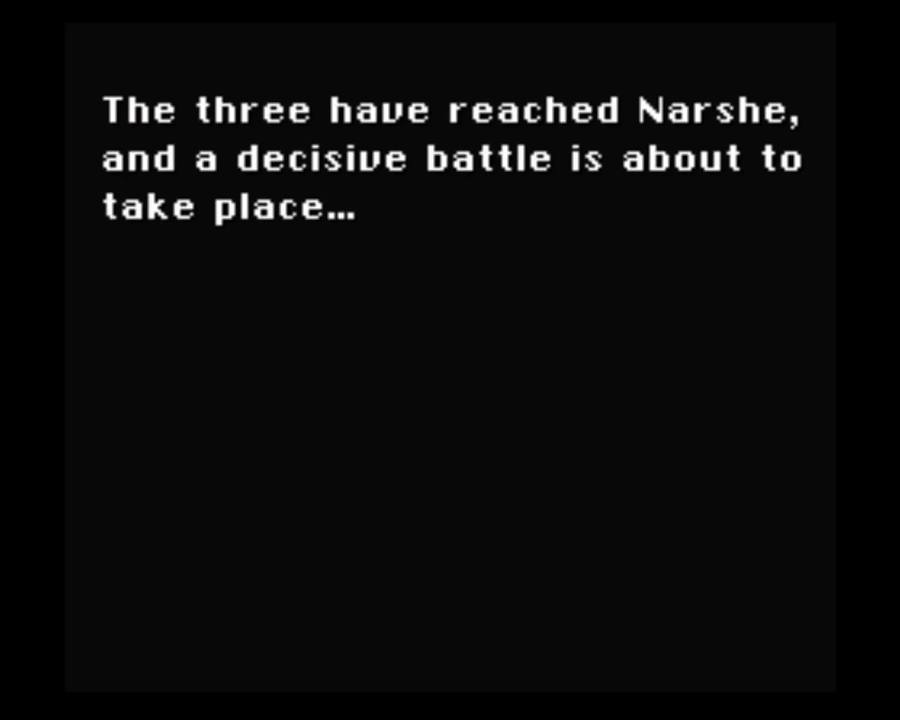 The three have reached Narshe,
and a decisive battle is about to
take place…